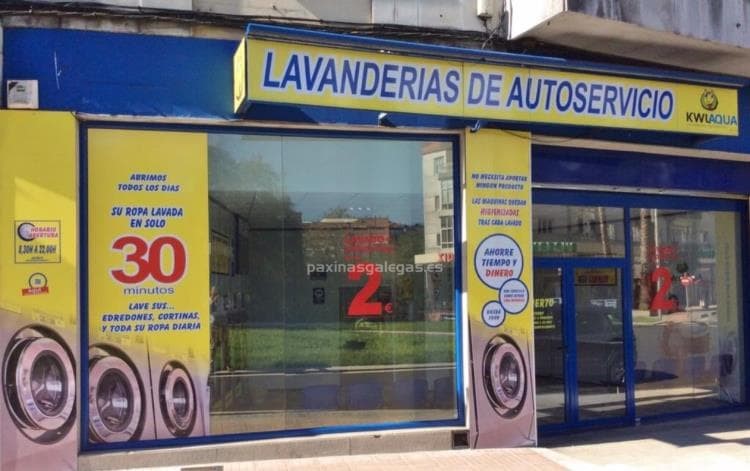 LAVANDERIAS DE AUTOSERVICIO
KWLAQUA
ABRIMOS
TODOS LOS DIAS
SU ROPA LAVADA
EN SOLO
30
minutos
LAVE SUS...
EDREDONES, CORTINAS,
Y TODA SU ROPA DIARIA
HORARIO
APERTURA
8,30H A 22,00H
paxinasgalegas.es
2€
NO NECESITA APORTAR
NINGUN PRODUCTO
LAS MAQUINAS QUEDAN
HIGIENIZADAS
TRAS CADA LAVADO
AHORRE
TIEMPO Y
DINERO
2